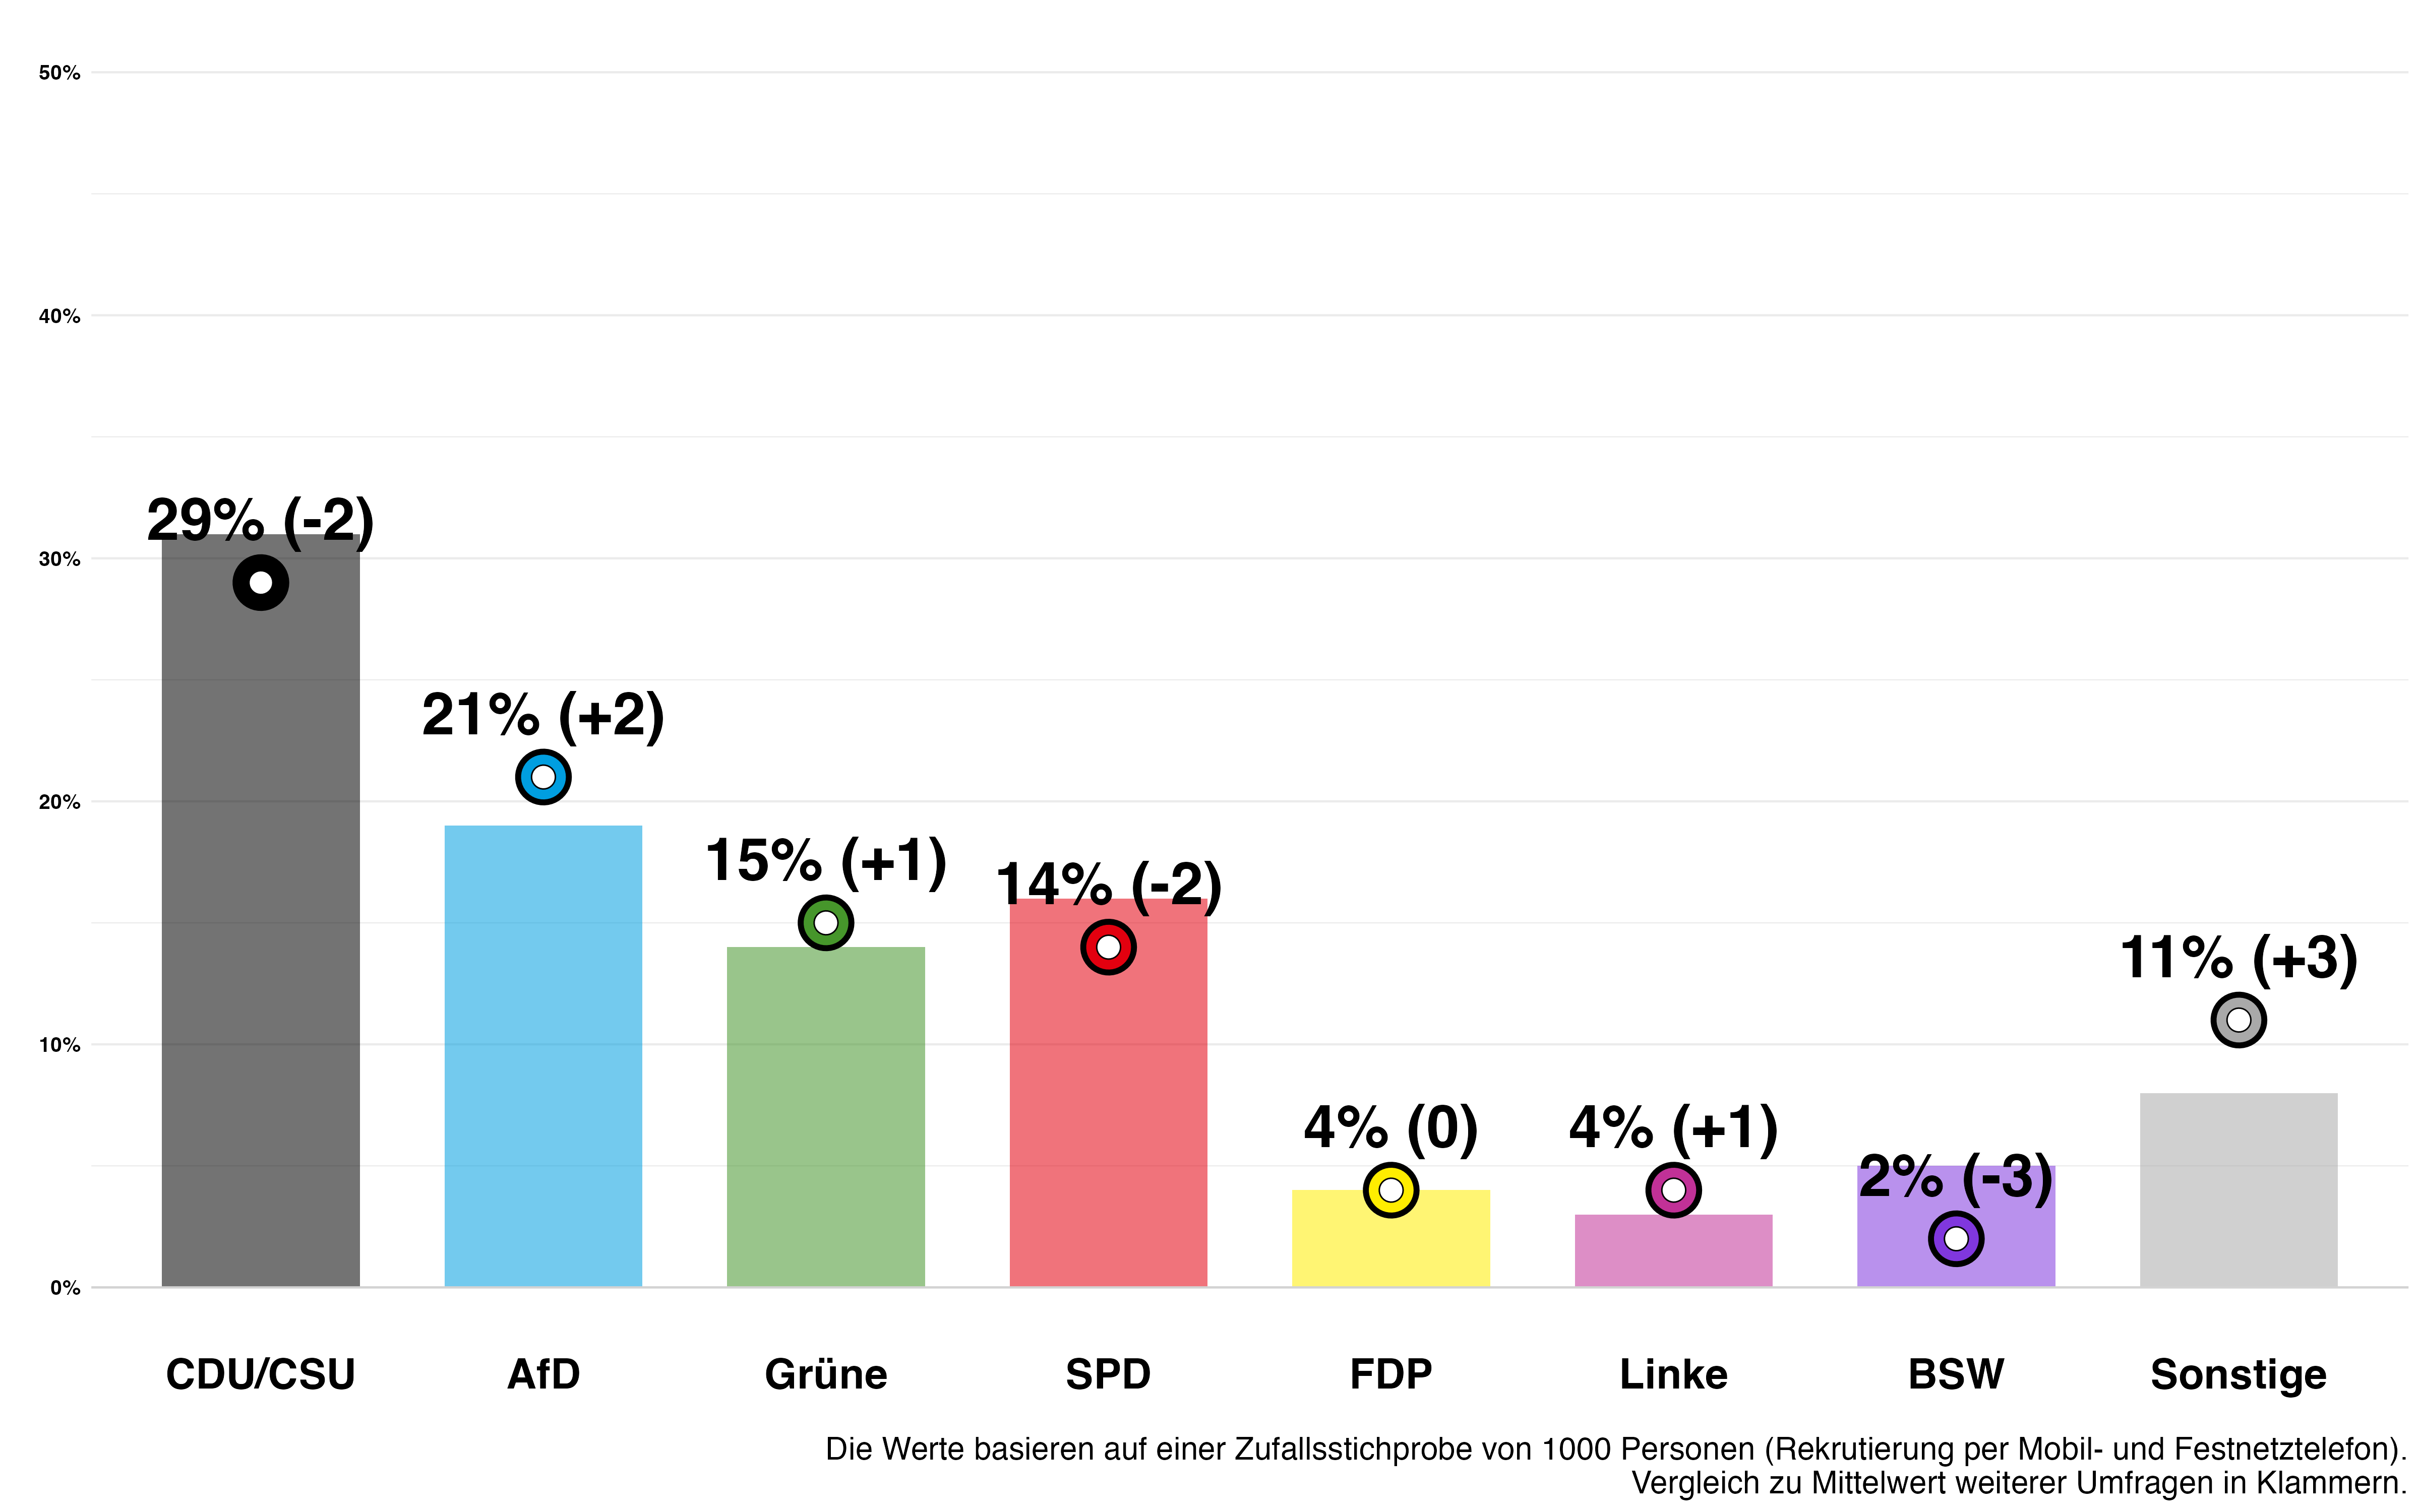 50%
40%
30%
20%
10%
0%
29% (-2)
21% (+2)
15% (+1)
14% (-2)
4% (0)
4% (+1)
2% (-3)
11% (+3)
CDU/CSU
AfD
Grüne
SPD
FDP
Linke
BSW
Sonstige
Die Werte basieren auf einer Zufallsstichprobe von 1000 Personen (Rekrutierung per Mobil- und Festnetztelefon).
Vergleich zu Mittelwert weiterer Umfragen in Klammern.